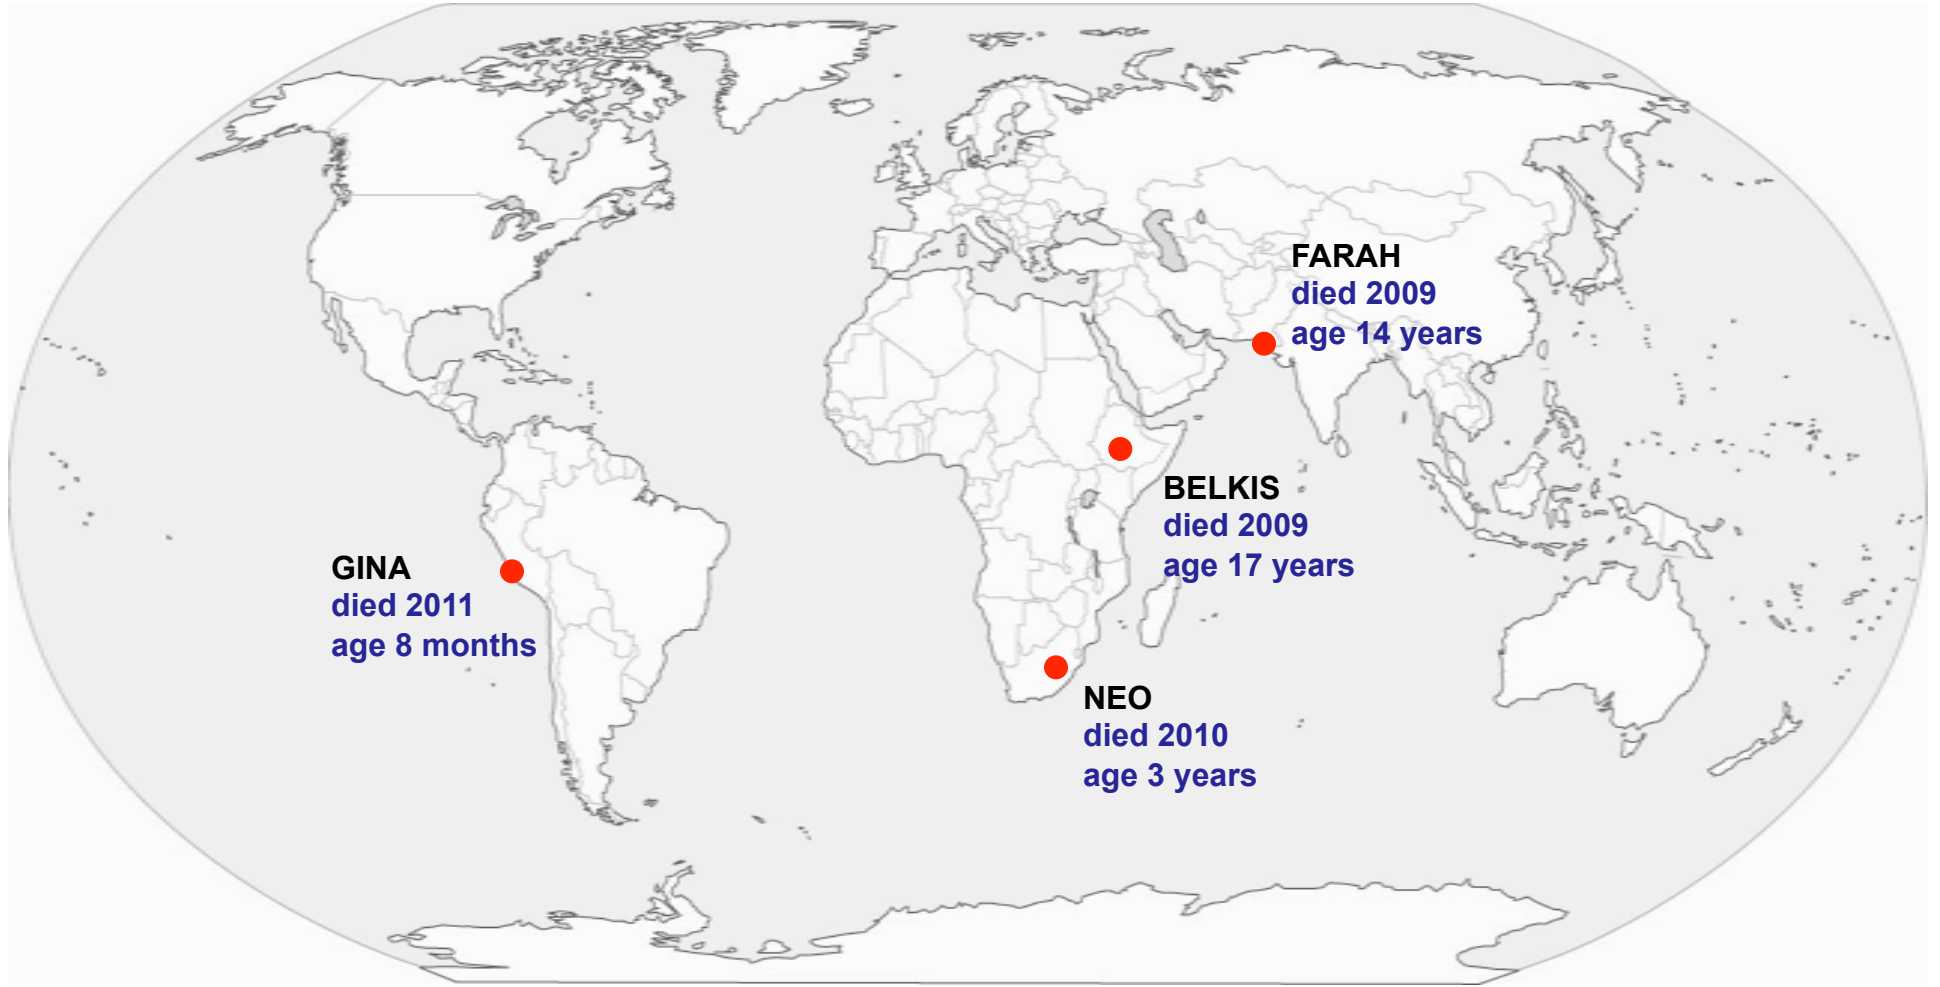 FARAH
died 2009
age 14 years
BELKIS
died 2009
age 17 years
GINA
died 2011
age 8 months
NEO
died 2010
age 3 years